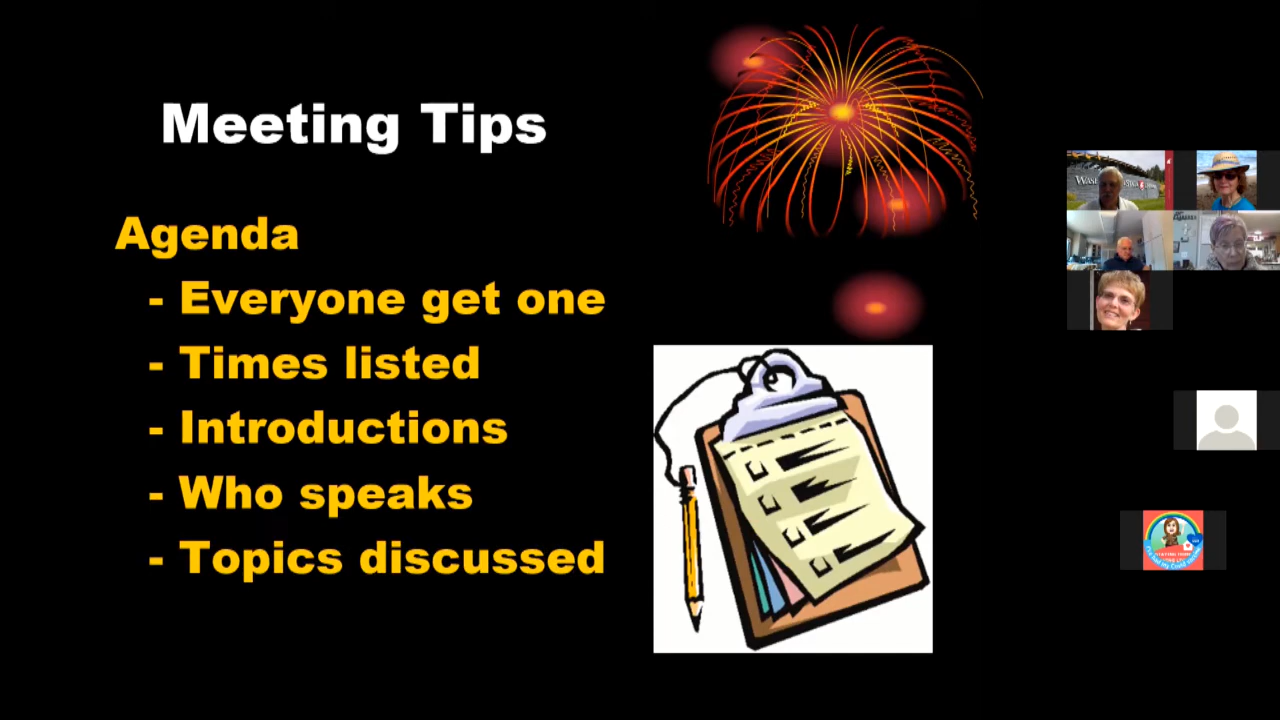 Meeting Tips
Agenda
- Everyone get one
- Times listed
- Introductions
- Who speaks
- Topics discussed